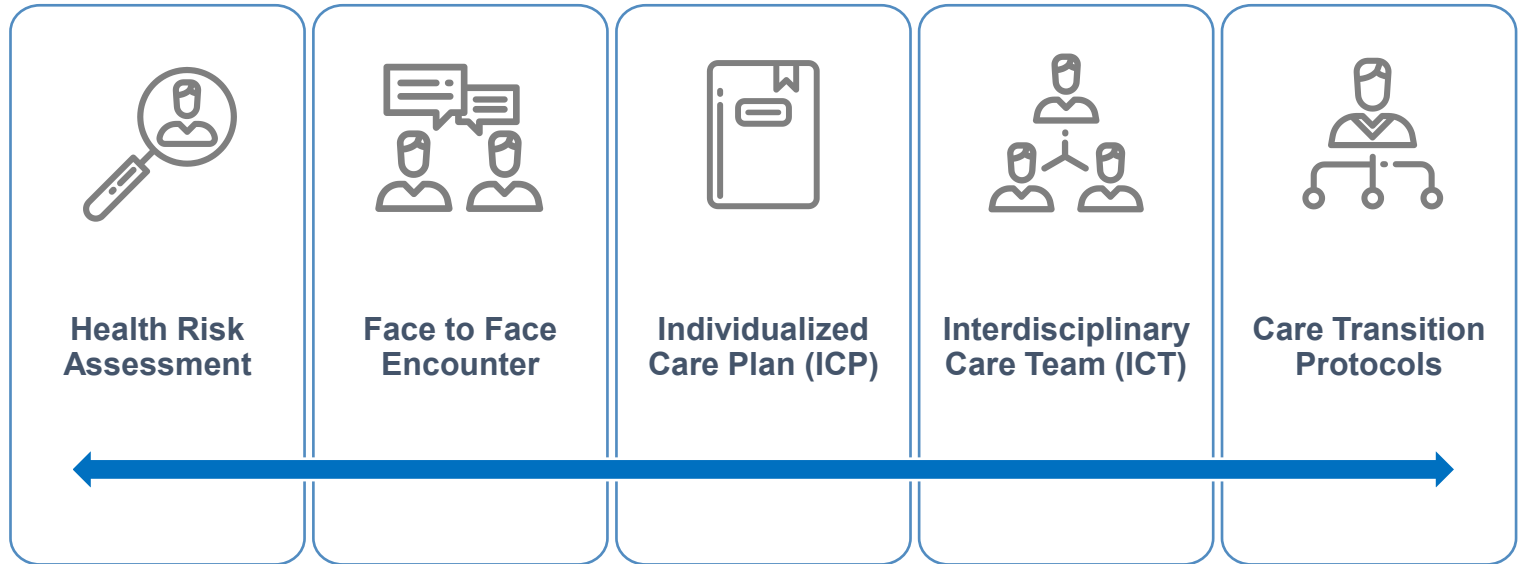 Health Risk
Assessment
Face to Face
Encounter
Individualized
Care Plan (ICP)
Interdisciplinary
Care Team (ICT)
Care Transition
Protocols